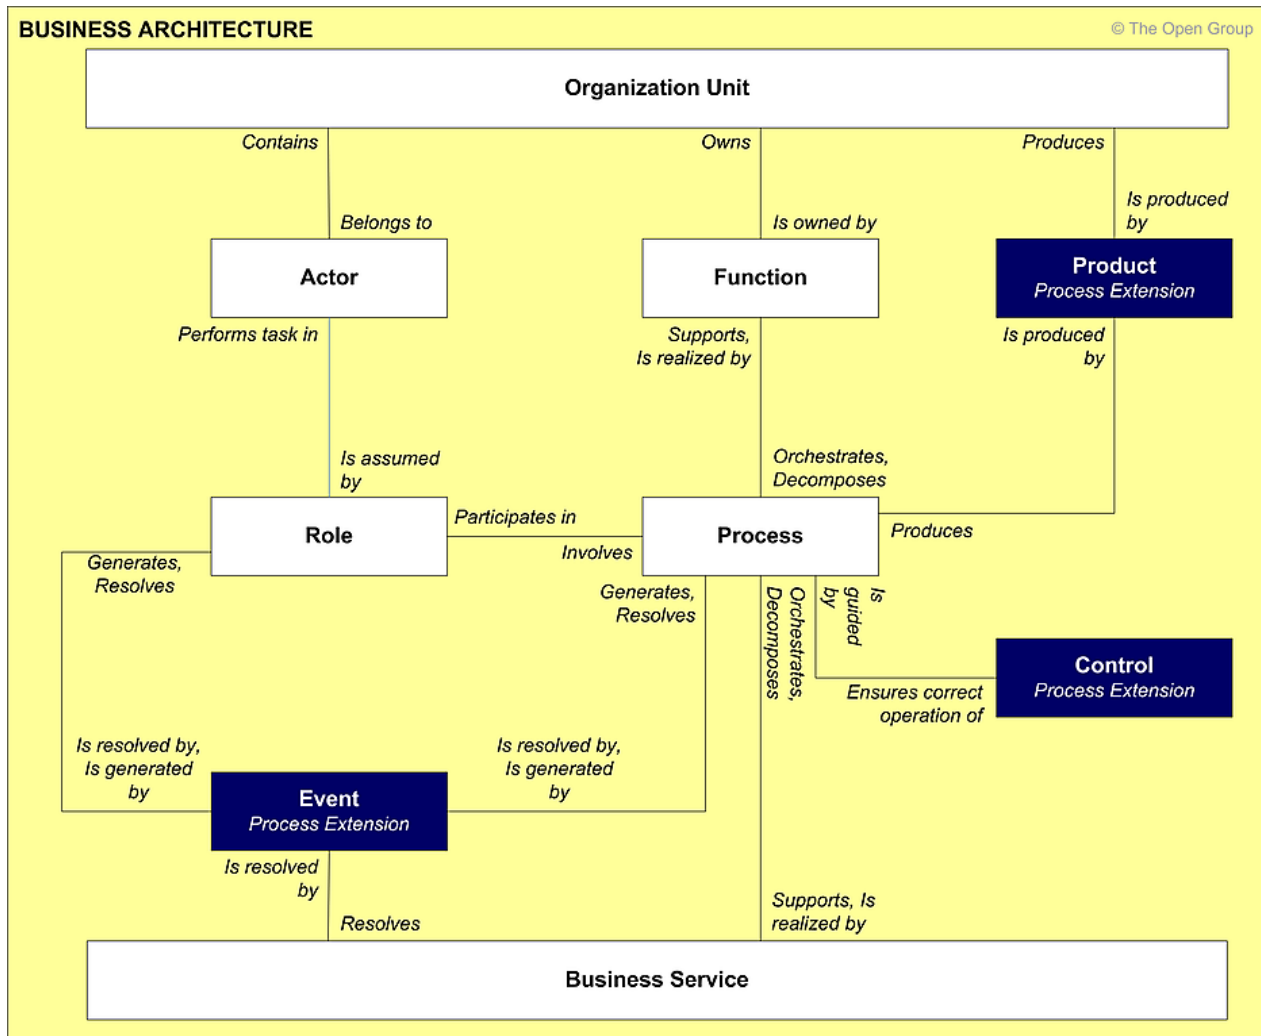 BUSINESS ARCHITECTURE
© The Open Group
Organization Unit
Contains
Owns
Produces
Belongs to
Is owned by
Is produced
by
Actor
Function
Product
Process Extension
Performs task in
Supports,
Is realized by
Is produced
by
Is assumed
by
Orchestrates,
Decomposes
Role
Participates in
Involves
Process
Produces
Generates,
Resolves
Generates,
Resolves
Orchestrates,
Decomposes
Is
guided
by
Control
Process Extension
Ensures correct
operation of
Is resolved by,
Is generated
by
Is resolved by,
Is generated
by
Event
Process Extension
Is resolved
by
Resolves
Supports, Is
realized by
Business Service